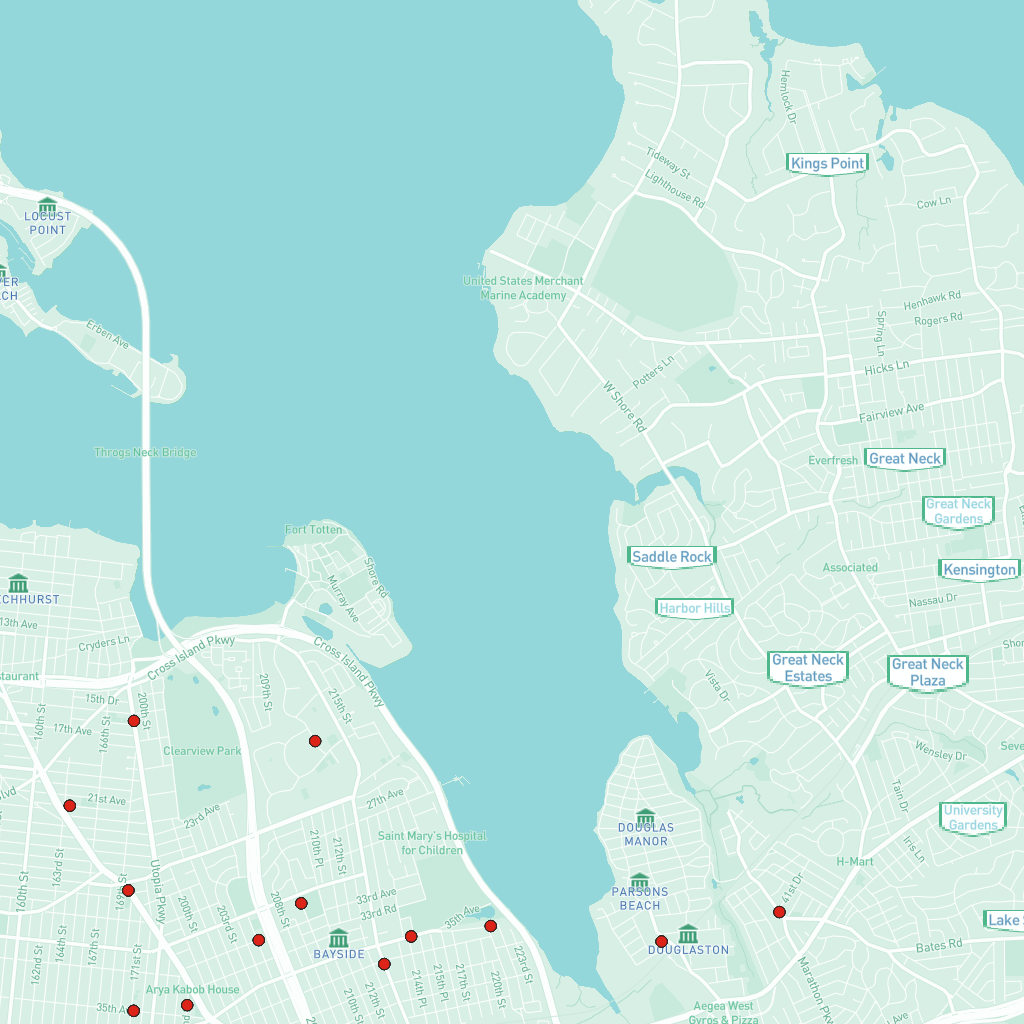 Hemlock Dr
Tideway St
Kings Point
Lighthouse Rd
Cow Ln
LOCUST
POINT
United States Merchant
Marine Academy
Henhawk Rd
Rogers Rd
Spring Ln
Erben Ave
Potters Ln
Hicks Ln
W Shore Rd
Fairview Ave
Throgs Neck Bridge
Everfresh
Great Neck
Great Neck
Gardens
Fort Totten
Saddle Rock
Associated
Kensington
Shore Rd
Murray Ave
Harbor Hills
Nassau Dr
13th Ave
Cryders Ln
Cross Island Pkwy
Cross Island Pkwy
Great Neck
Estates
Great Neck
Plaza
15th Dr
200th St
209th St
215th St
Vista Dr
160th St
17th Ave
166th St
Clearview Park
Wensley Dr
21st Ave
23rd Ave
27th Ave
Tain Dr
University
Gardens
DOUGLAS
MANOR
Saint Mary's Hospital
for Children
210th Pl
212th St
Iris Ln
H-Mart
163rd St
160th St
169th St
Utopia Pkwy
200th St
203rd St
208th St
33rd Ave
33rd Rd
35th Ave
PARSONS
BEACH
41st Dr
BAYSIDE
DOUGLASTON
Bates Rd
162nd St
164th St
167th St
171st St
223rd St
Arya Kabob House
210th St
212th St
214th Pl
215th Pl
217th St
220th St
Marathon Pkwy
Aegea West
Gyros & Pizza